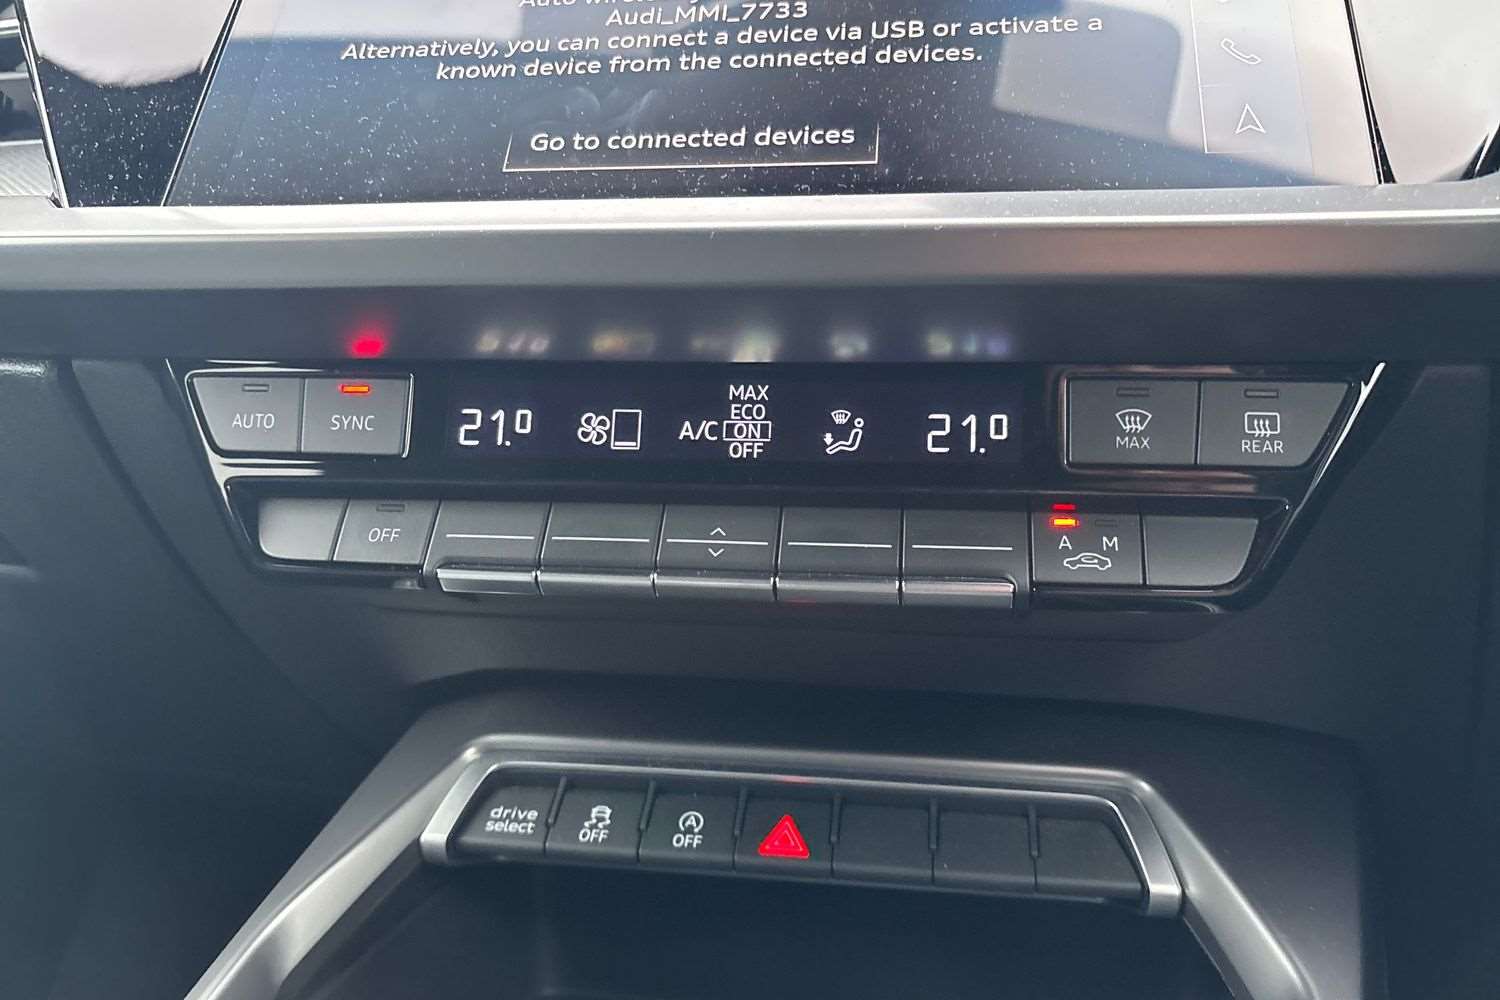 Audi_MMI_7733
Alternatively, you can connect a device via USB or activate a
known device from the connected devices.
Go to connected devices
AUTO
SYNC
21.0
A/C
MAX
ECO
ON
OFF
21.0
MAX
REAR
OFF
A M
drive
select
OFF
A
OFF